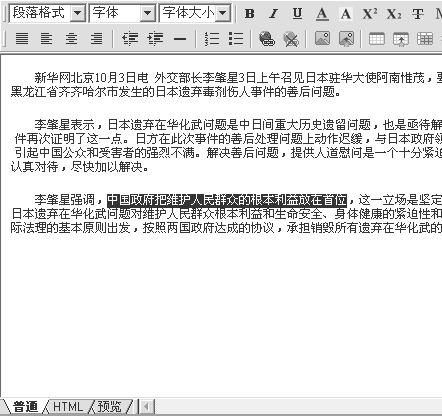 段落格式 字体 字体大小 B I U A A X² X₂ T
新华网北京10月3日电 外交部长李肇星3日上午召见日本驻华大使阿南惟茂，要
黑龙江省齐齐哈尔市发生的日本遗弃毒剂伤人事件的善后问题。
李肇星表示，日本遗弃在华化武问题是中日间重大历史遗留问题，也是亟待解
件再次证明了这一点。日方在此次事件的善后处理问题上动作迟缓，与日本政府领
引起中国公众和受害者的强烈不满。解决善后问题，提供人道慰问是一个十分紧迫
认真对待，尽快加以解决。
李肇星强调，中国政府把维护人民群众的根本利益放在首位，这一立场是坚定
日本遗弃在华化武问题对维护人民群众根本利益和生命安全、身体健康的紧迫性和
际法理的基本原则出发，按照两国政府达成的协议，承担销毁所有遗弃在华化武的
普通 HTML 预览